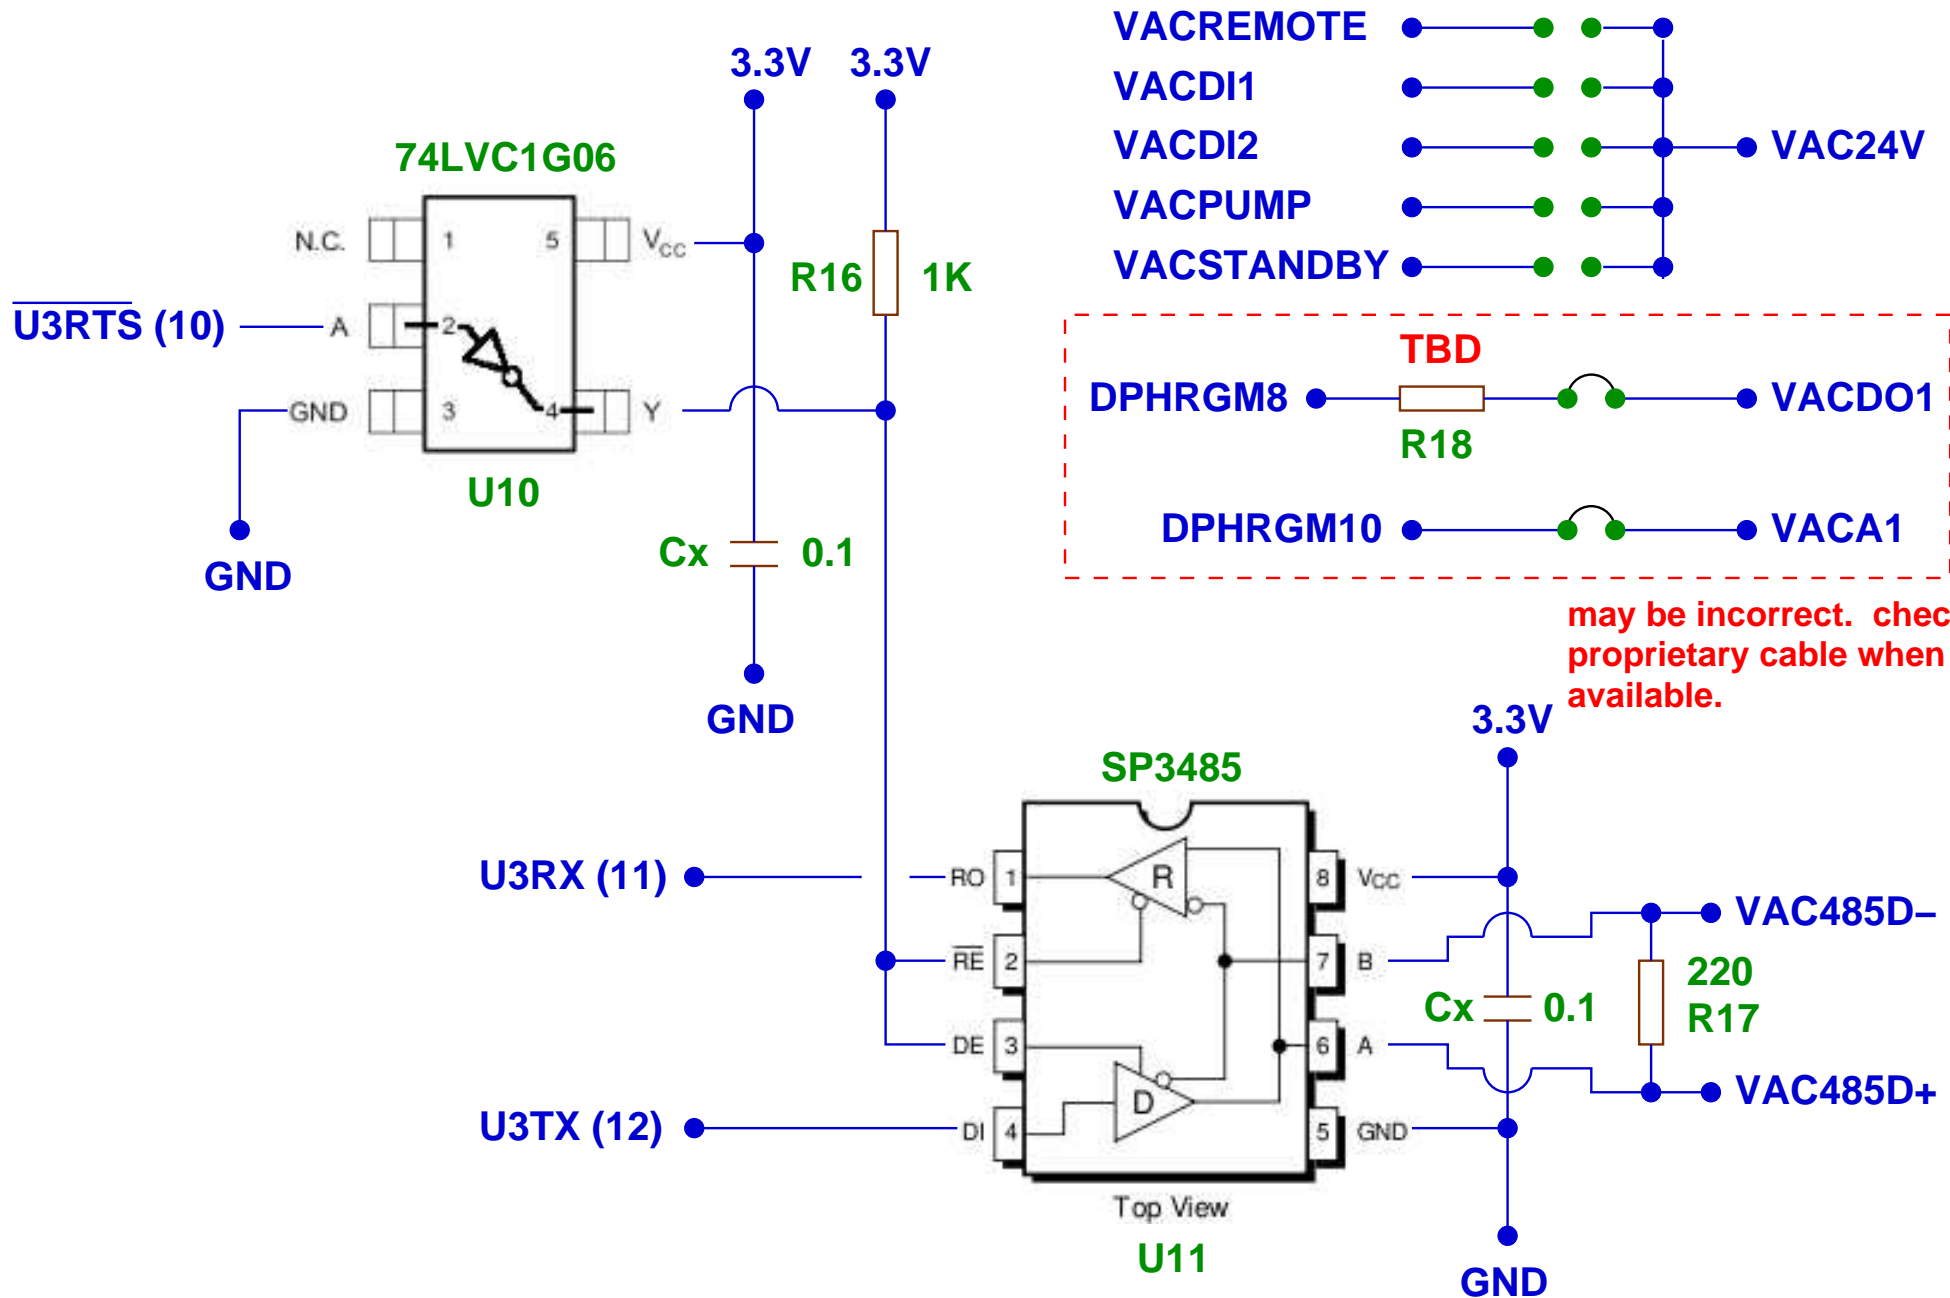 VACREMOTE
VACDI1
VACDI2
VAC24V
VACPUMP
VACSTANDBY
3.3V 3.3V
74LVC1G06
N.C. 1 5 VCC
R16 1K
U3RTS (10) A 2
GND 3 4 Y
U10
GND
Cx 0.1
GND
TBD
DPHRGM8 VACDO1
R18
DPHRGM10 VACA1
may be incorrect. chec
proprietary cable when
available.
3.3V
SP3485
U3RX (11) RO 1 R 8 VCC
VAC485D–
RE 2 7 B
220
Cx 0.1 R17
DE 3 6 A
VAC485D+
U3TX (12) DI 4 D 5 GND
Top View
U11
GND